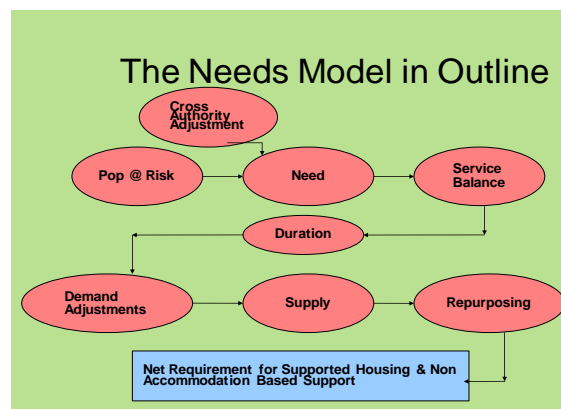 The Needs Model in Outline
Cross
Authority
Adjustment
Pop @ Risk
Need
Service
Balance
Duration
Demand
Adjustments
Supply
Repurposing
Net Requirement for Supported Housing & Non
Accommodation Based Support